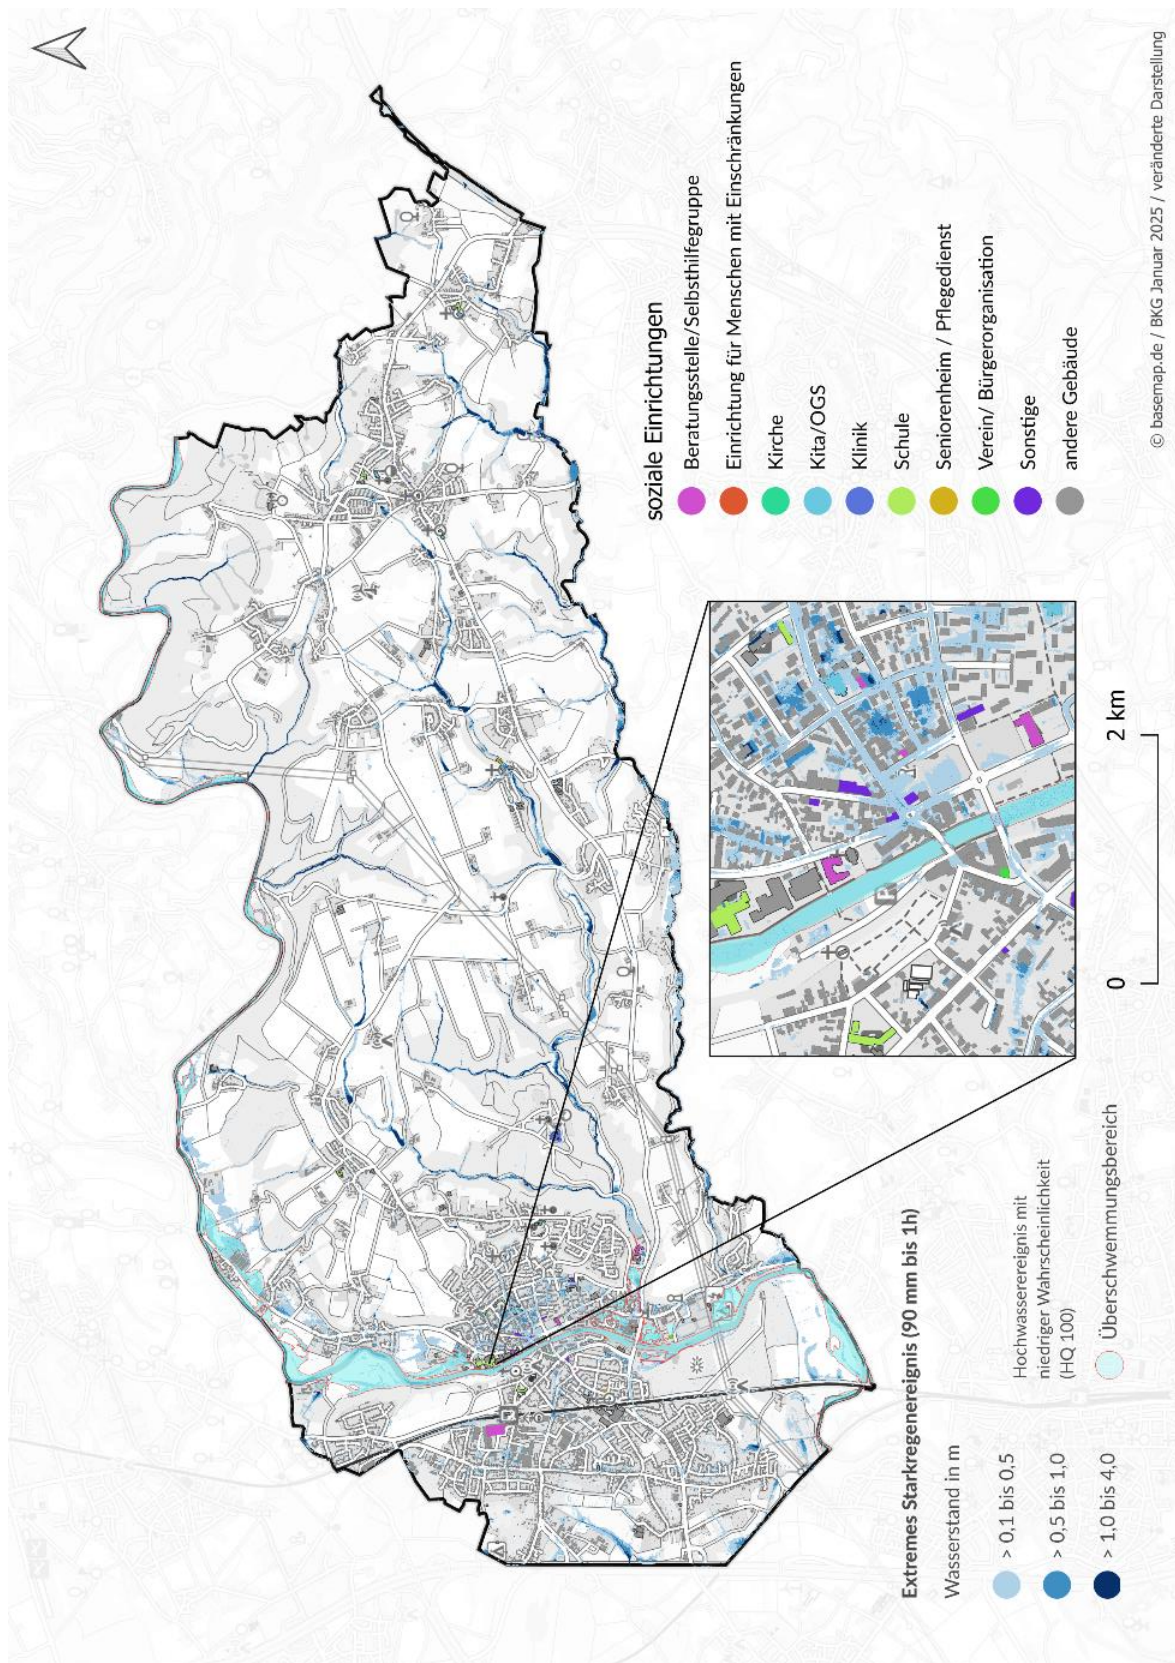 soziale Einrichtungen
Beratungsstelle/Selbsthilfegruppe
Einrichtung für Menschen mit Einschränkungen
Kirche
Kita/OGS
Klinik
Schule
Seniorenheim / Pflegedienst
Verein/ Bürgerorganisation
Sonstige
andere Gebäude
Extremes Starkregenereignis (90 mm bis 1h)
Wasserstand in m
> 0,1 bis 0,5
> 0,5 bis 1,0
> 1,0 bis 4,0
Hochwasserereignis mit
niedriger Wahrscheinlichkeit
(HQ 100)
Überschwemmungsbereich
0 2 km
© basemap.de / BKG Januar 2025 / veränderte Darstellung